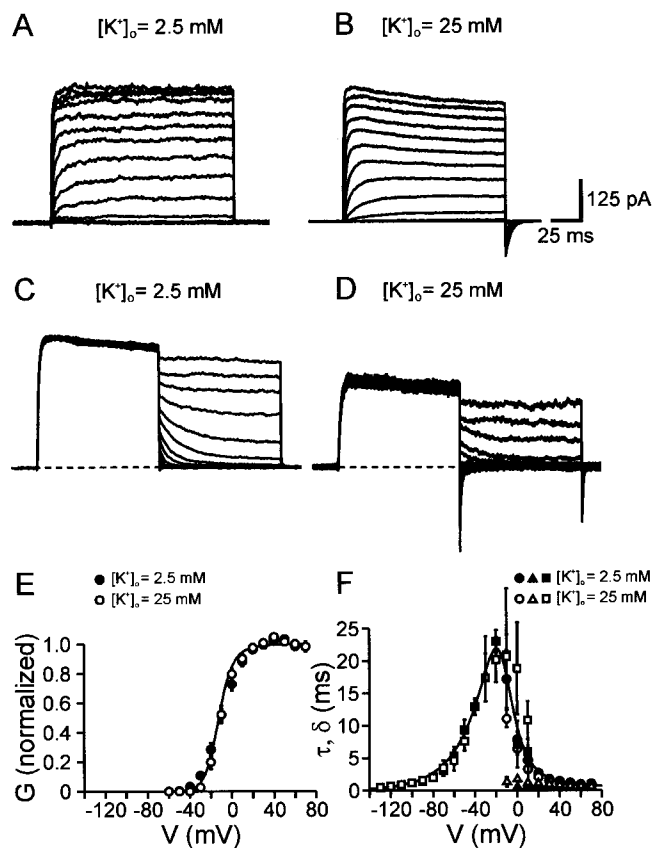 A [K⁺]ₒ= 2.5 mM
B [K⁺]ₒ= 25 mM
125 pA
25 ms
C [K⁺]ₒ= 2.5 mM
D [K⁺]ₒ= 25 mM
E
● [K⁺]ₒ= 2.5 mM
○ [K⁺]ₒ= 25 mM
G (normalized)
1.0
0.8
0.6
0.4
0.2
0
-120 -80 -40 0 40 80
V (mV)
F
●▲■ [K⁺]ₒ= 2.5 mM
○△□ [K⁺]ₒ= 25 mM
τ, δ (ms)
25
20
15
10
5
0
-120 -80 -40 0 40 80
V (mV)